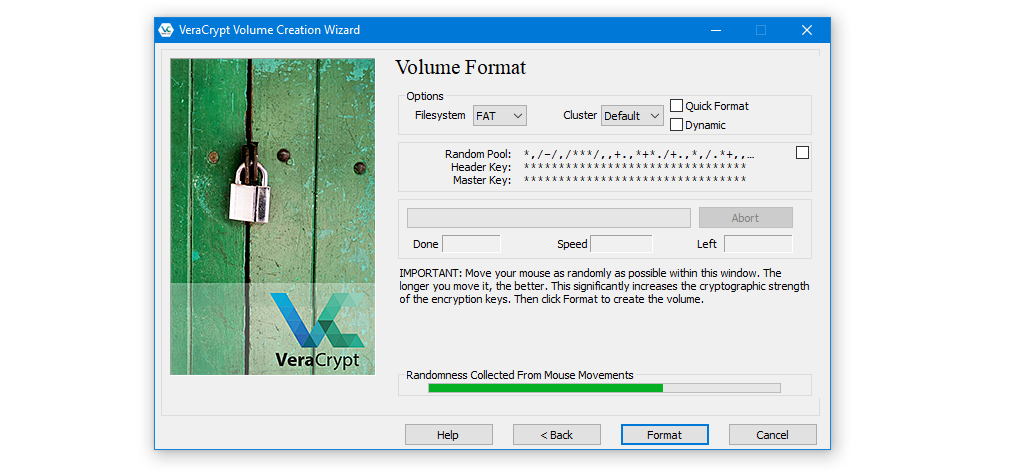 VeraCrypt Volume Creation Wizard
Volume Format
Options
Filesystem FAT Cluster Default Quick Format
Dynamic
Random Pool: *,/-/,/***/,,+.,*+*./+.,*,/.*+,,...
Header Key: ********************************
Master Key: ********************************
Abort
Done Speed Left
IMPORTANT: Move your mouse as randomly as possible within this window. The
longer you move it, the better. This significantly increases the cryptographic strength
of the encryption keys. Then click Format to create the volume.
VeraCrypt
Randomness Collected From Mouse Movements
Help < Back Format Cancel